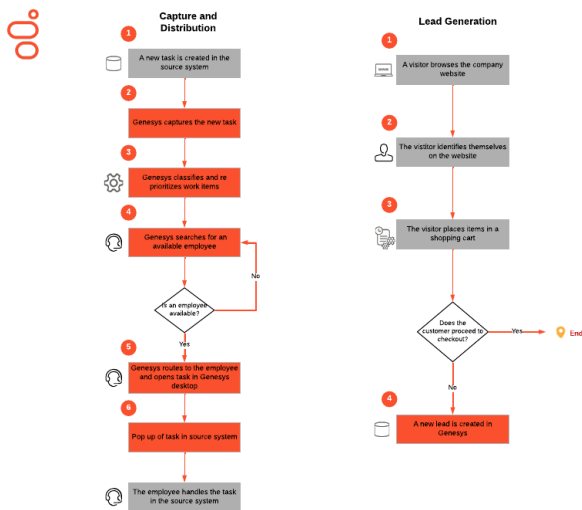 Capture and
Distribution
1
A new task is created in the
source system
2
Genesys captures the new task
3
Genesys classifies and re
prioritizes work items
4
Genesys searches for an
available employee
No
Is an employee
available?
Yes
5
Genesys routes to the employee
and opens task in Genesys
desktop
6
Pop up of task in source system
The employee handles the task
in the source system
Lead Generation
1
A visitor browses the company
website
2
The vistitor identifies themselves
on the website
3
The visitor places items in a
shopping cart
Does the
customer proceed to
checkout?
Yes
End
No
4
A new lead is created in
Genesys